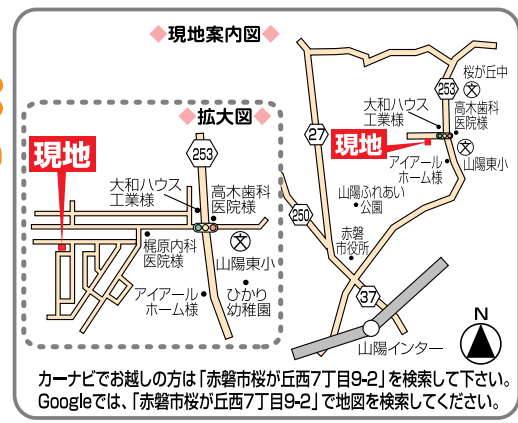 ◆現地案内図◆
253
桜が丘中
文
大和ハウス
工業様
高木歯科
医院様
27
現地
文
アイアール
ホーム様
山陽東小
山陽ふれあい
公園
250
赤磐
市役所
37
山陽インター
N
◆拡大図◆
現地
253
大和ハウス
工業様
高木歯科
医院様
梶原内科
医院様
文
山陽東小
アイアール
ホーム様
ひかり
幼稚園
カーナビでお越しの方は「赤磐市桜が丘西7丁目9-2」を検索して下さい。
Googleでは、「赤磐市桜が丘西7丁目9-2」で地図を検索してください。